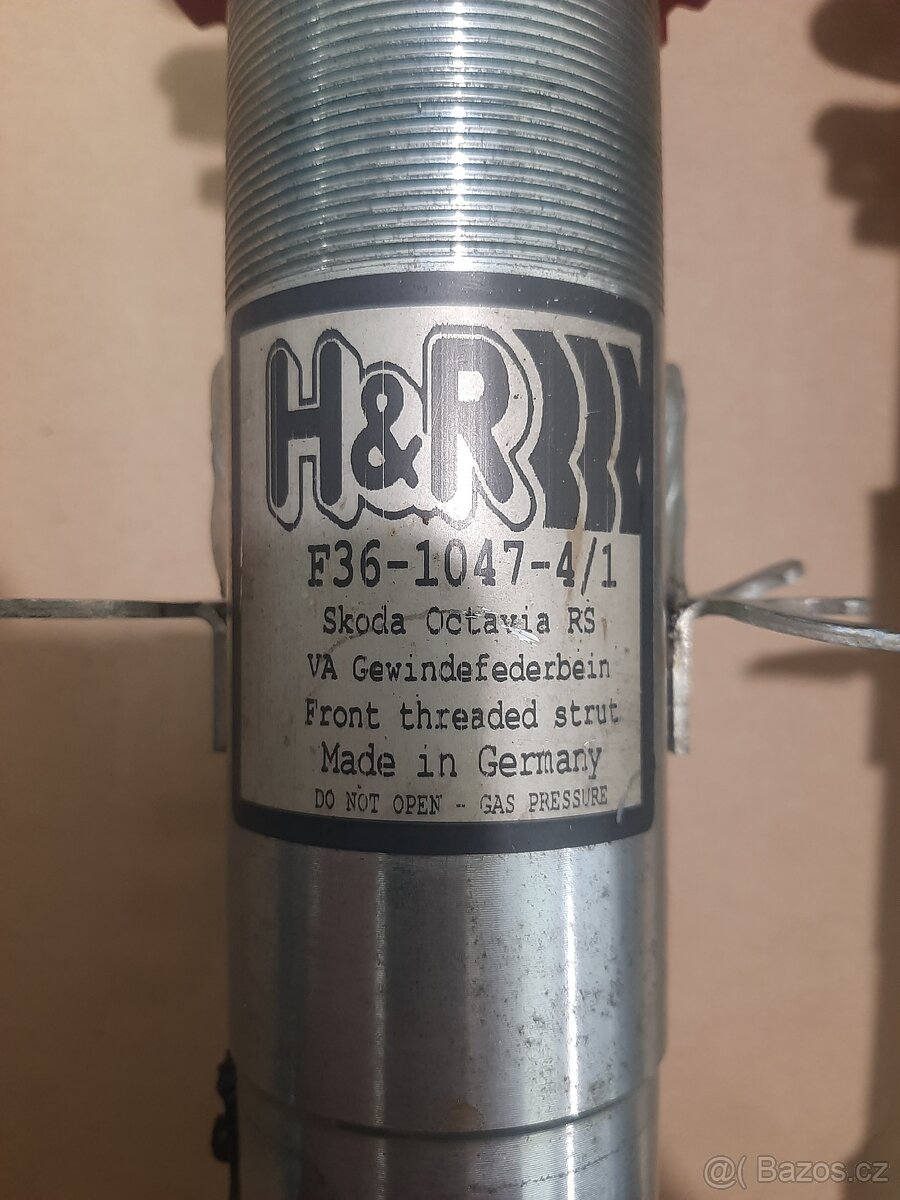 H&R
F36-1047-4/1
Skoda Octavia RS
VA Gewindefederbein
Front threaded strut
Made in Germany
DO NOT OPEN - GAS PRESSURE
@( Bazos.cz